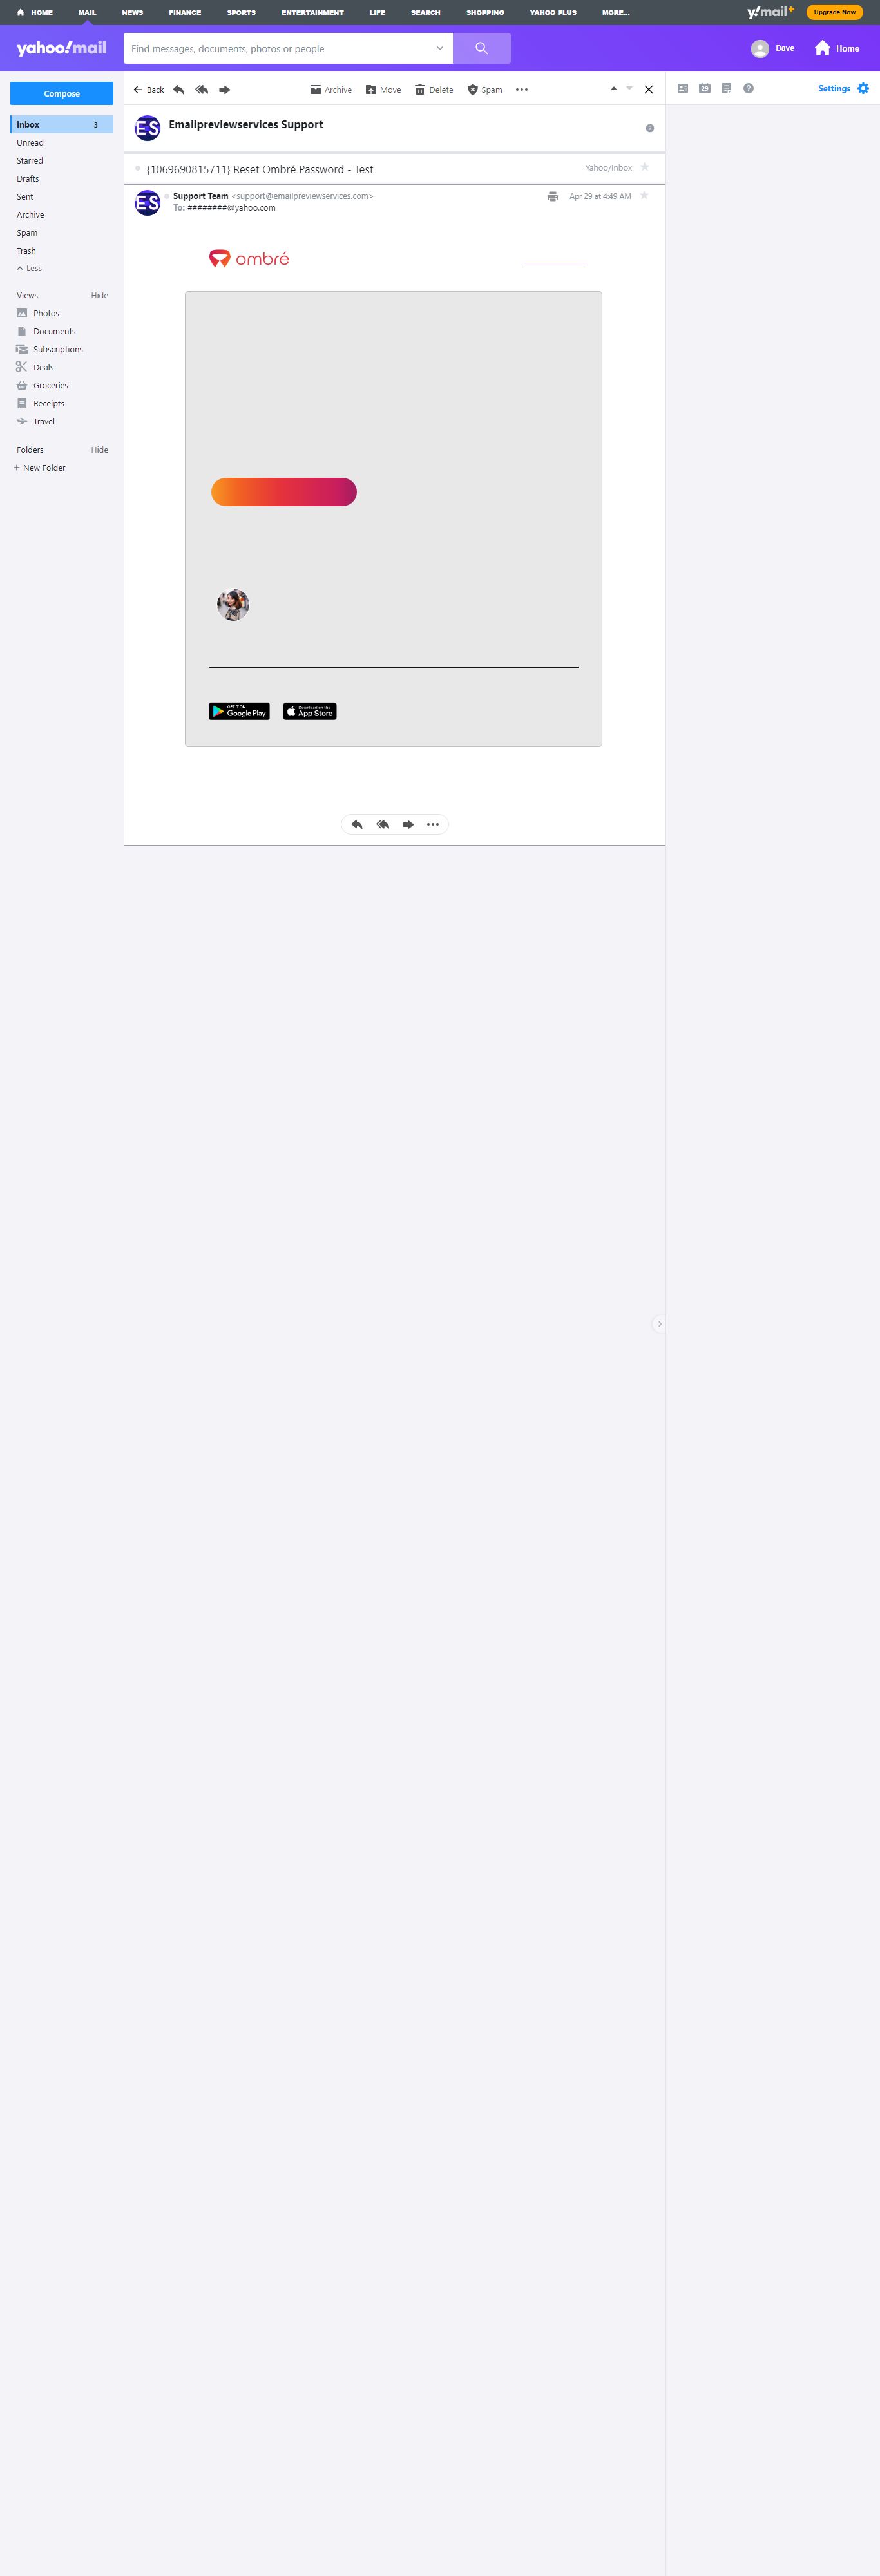 HOME MAIL NEWS FINANCE SPORTS ENTERTAINMENT LIFE SEARCH SHOPPING YAHOO PLUS MORE... y!mail+ Upgrade Now
yahoo!mail Find messages, documents, photos or people Dave Home
Compose Back Archive Move Delete Spam 29 Settings
Inbox 3
Unread
Starred
Drafts
Sent
Archive
Spam
Trash
Less
Views Hide
Photos
Documents
Subscriptions
Deals
Groceries
Receipts
Travel
Folders Hide
+ New Folder
ES Emailpreviewservices Support
{1069690815711} Reset Ombré Password - Test Yahoo/Inbox
ES Support Team <support@emailpreviewservices.com> Apr 29 at 4:49 AM
To: ########@yahoo.com
ombré
GET IT ON Google Play Download on the App Store